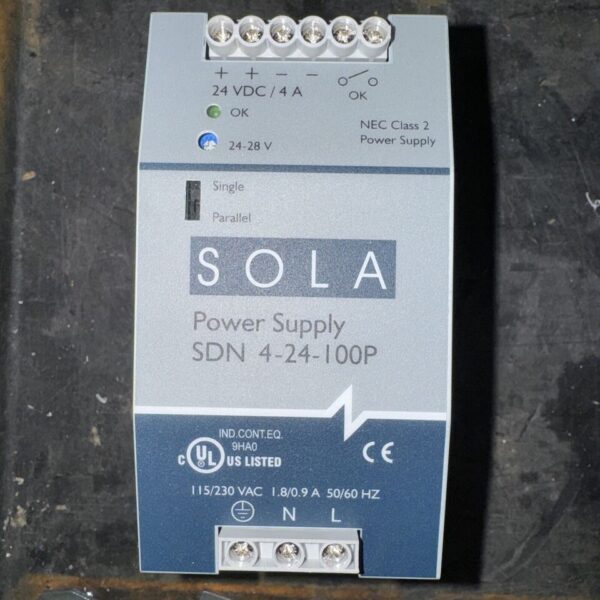 + + − −
24 VDC / 4 A
OK
OK
NEC Class 2
24-28 V
Power Supply
Single
Parallel
SOLA
Power Supply
SDN 4-24-100P
IND.CONT.EQ.
9HA0
C UL US LISTED
CE
115/230 VAC 1.8/0.9 A 50/60 HZ
N L